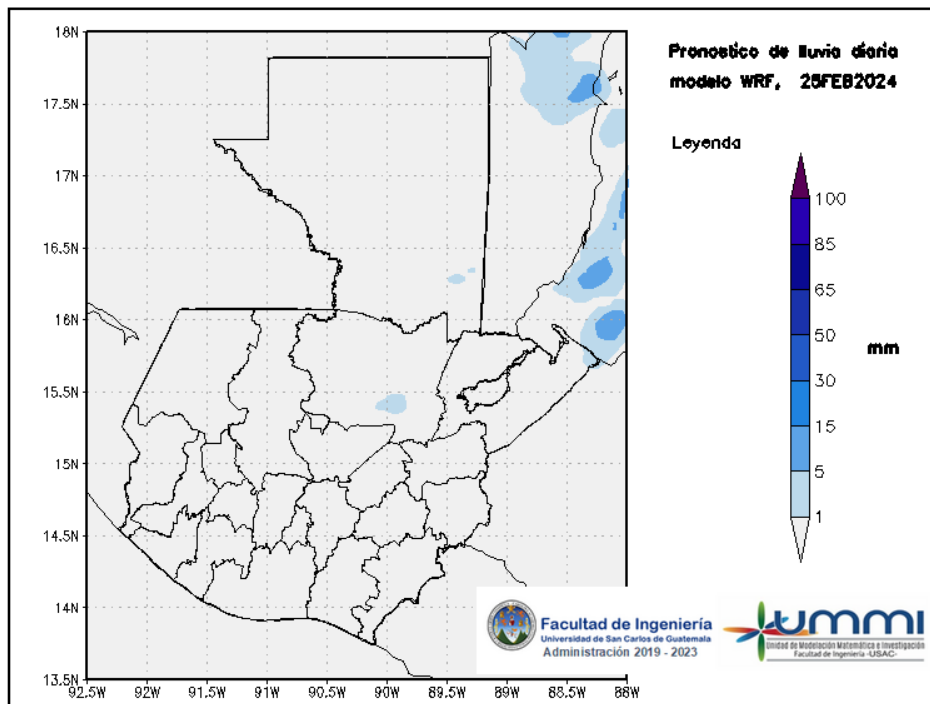 Pronostico de lluvia diaria
modelo WRF, 25FEB2024
Leyenda
100
85
65
50
30
15
5
1
mm
18N
17.5N
17N
16.5N
16N
15.5N
15N
14.5N
14N
13.5N
92.5W
92W
91.5W
91W
90.5W
90W
89.5W
89W
88.5W
88W
Facultad de Ingeniería
Universidad de San Carlos de Guatemala
Administración 2019 - 2023
ummi
Unidad de Modelación Matemática e Investigación
Facultad de Ingeniería -USAC-